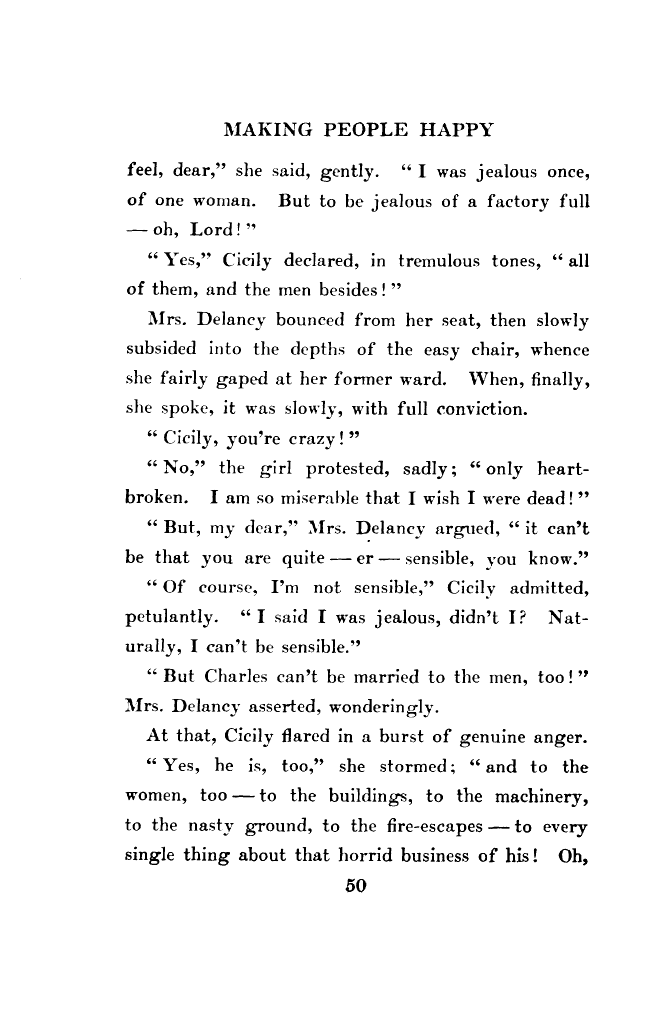 MAKING PEOPLE HAPPY
feel, dear,” she said, gently. “ I was jealous once,
of one woman. But to be jealous of a factory full
— oh, Lord! ”
“ Yes,” Cicily declared, in tremulous tones, “ all
of them, and the men besides! ”
Mrs. Delancy bounced from her seat, then slowly
subsided into the depths of the easy chair, whence
she fairly gaped at her former ward. When, finally,
she spoke, it was slowly, with full conviction.
“ Cicily, you're crazy! ”
“ No,” the girl protested, sadly; “ only heart-
broken. I am so miserable that I wish I were dead! ”
“ But, my dear,” Mrs. Delancy argued, “ it can't
be that you are quite — er — sensible, you know.”
“ Of course, I'm not sensible,” Cicily admitted,
petulantly. “ I said I was jealous, didn't I? Nat-
urally, I can't be sensible.”
“ But Charles can't be married to the men, too! ”
Mrs. Delancy asserted, wonderingly.
At that, Cicily flared in a burst of genuine anger.
“ Yes, he is, too,” she stormed; “ and to the
women, too — to the buildings, to the machinery,
to the nasty ground, to the fire-escapes — to every
single thing about that horrid business of his! Oh,
50